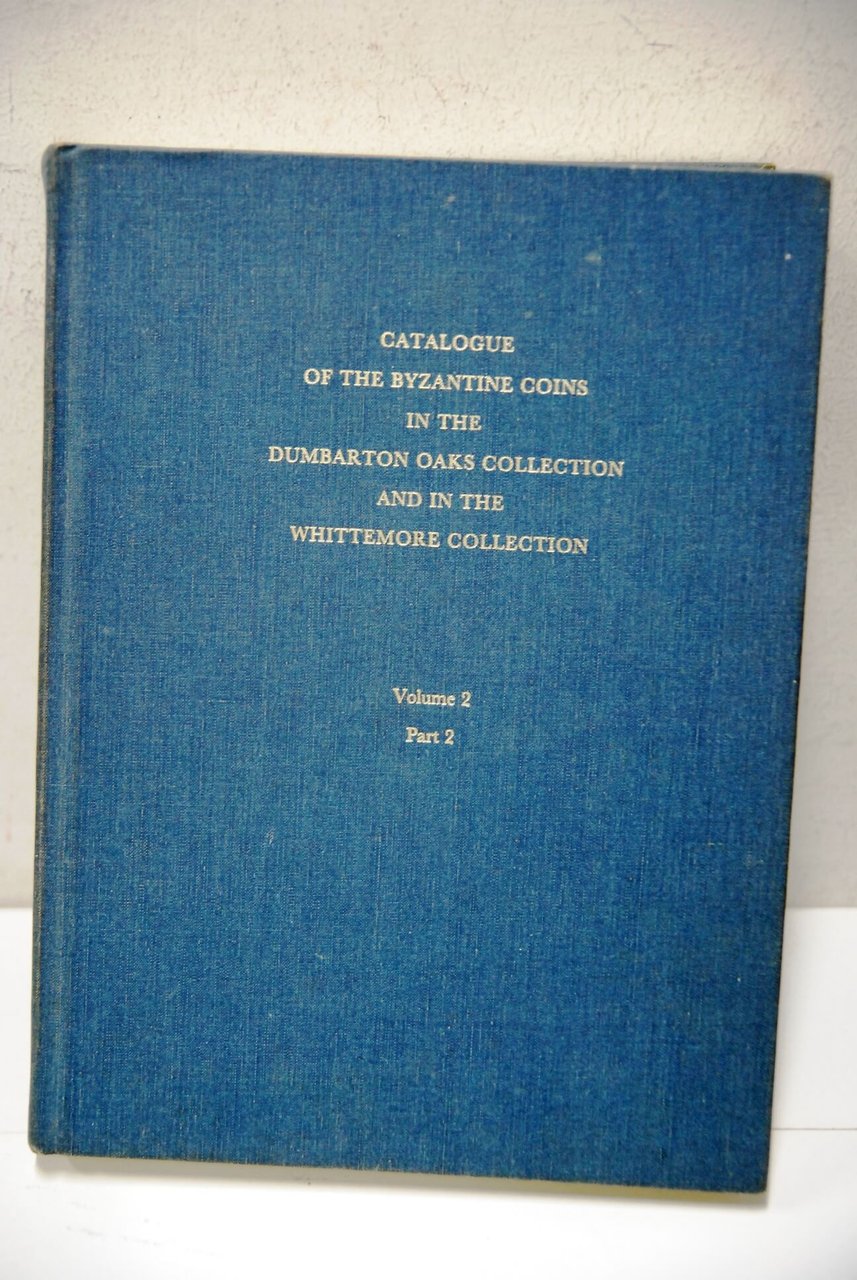 CATALOGUE
OF THE BYZANTINE COINS
IN THE
DUMBARTON OAKS COLLECTION
AND IN THE
WHITTEMORE COLLECTION
Volume 2
Part 2